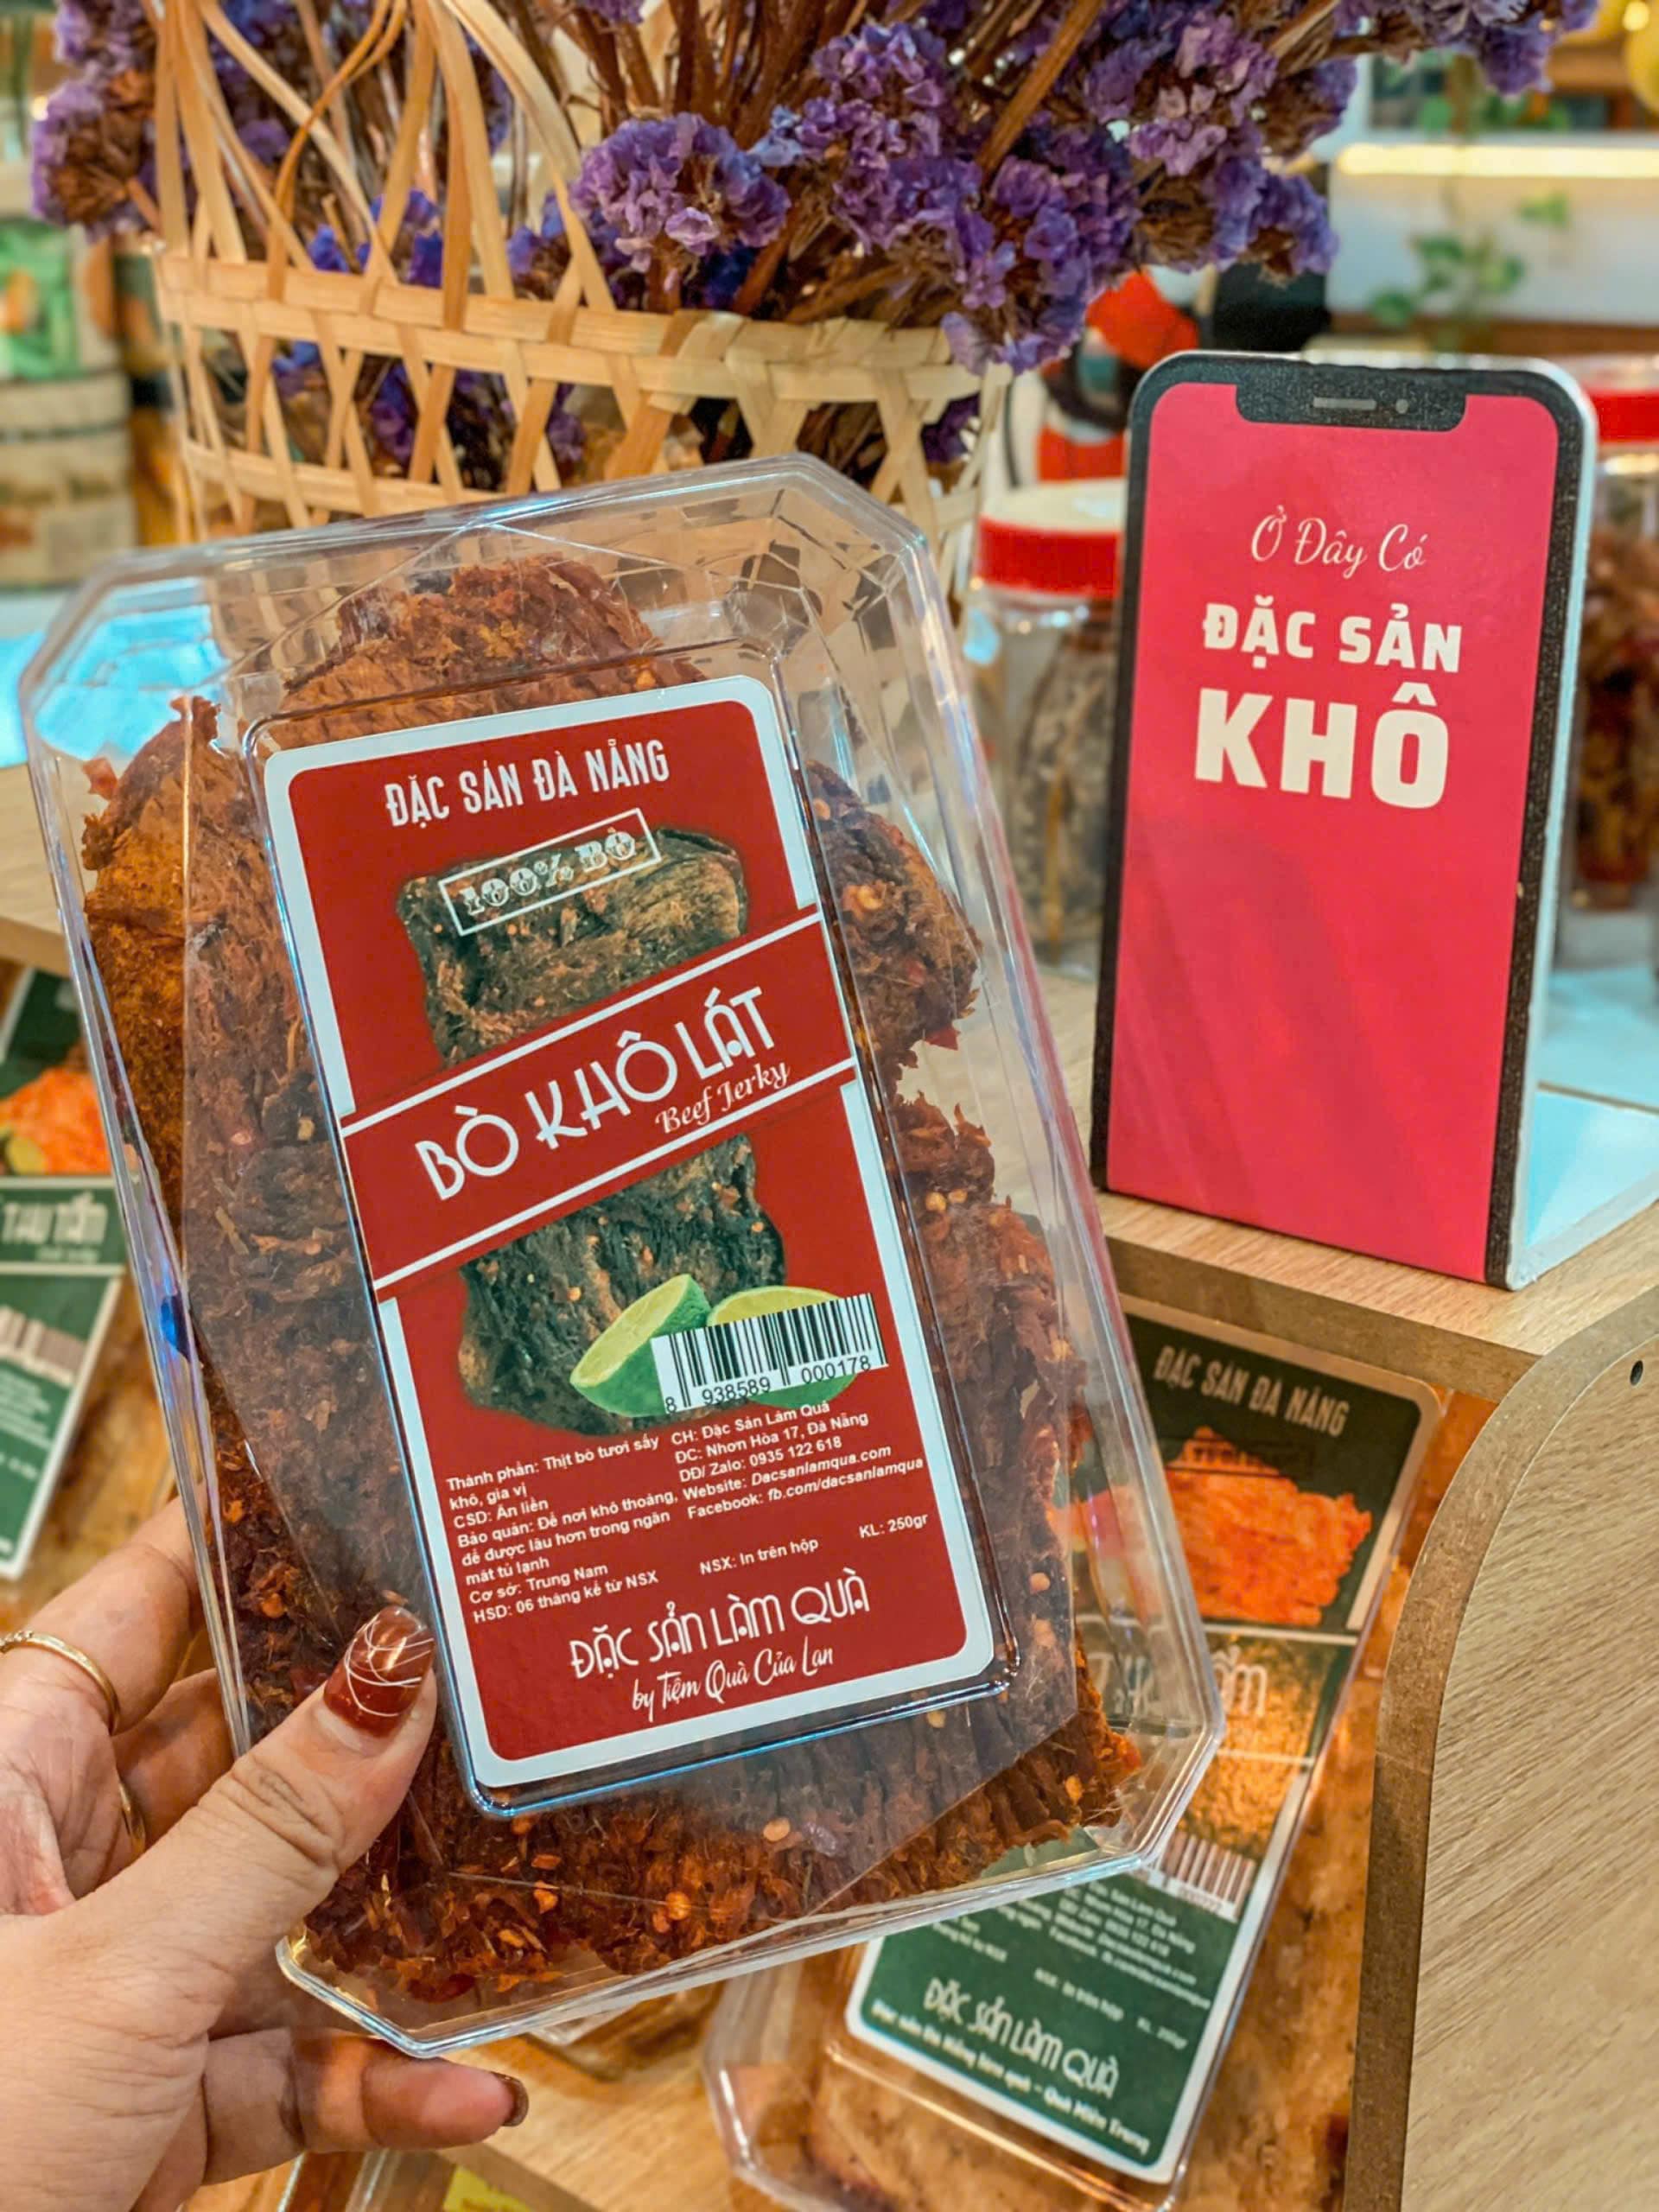 Ở Đây Có
ĐẶC SẢN
KHÔ
ĐẶC SẢN ĐÀ NẴNG
100% BÒ
BÒ KHÔ LÁT
Beef Jerky
8 938589 000178
Thành phần: Thịt bò tươi sấy
khô, gia vị
CSD: Ăn liền
Bảo quản: Để nơi khô thoáng,
để được lâu hơn trong ngăn
mát tủ lạnh
Cơ sở: Trung Nam
HSD: 06 tháng kể từ NSX
CH: Đặc Sản Làm Quà
ĐC: Nhơn Hòa 17, Đà Nẵng
DĐ/ Zalo: 0935 122 618
Website: Dacsanlamqua.com
Facebook: fb.com/dacsanlamqua
NSX: In trên hộp
KL: 250gr
ĐẶC SẢN LÀM QUÀ
by Tiệm Quà Của Lan
THU TẨM
ĐẶC SẢN ĐÀ NẴNG
ĐẶC SẢN LÀM QUÀ